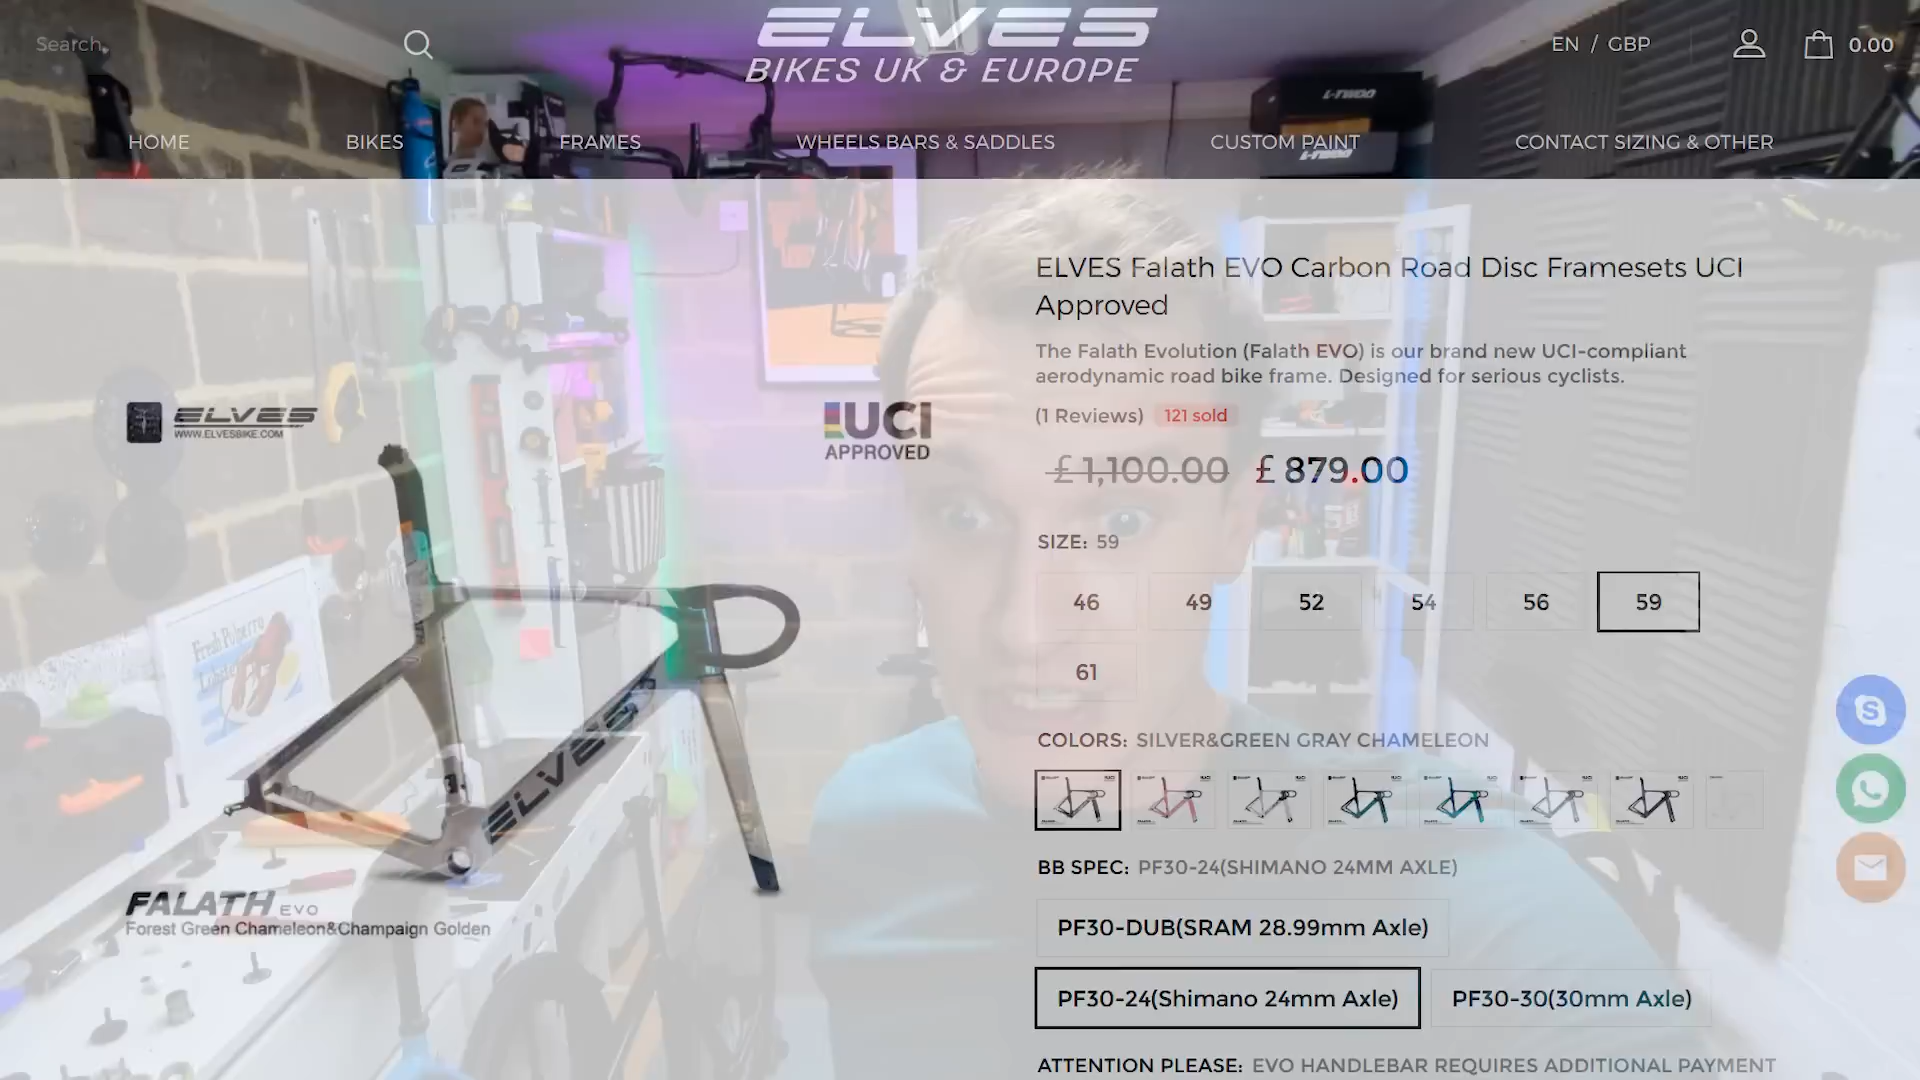 Search
ELVES
BIKES UK & EUROPE
EN / GBP
0.00
L-TWOO
L-TWOO
HOME
BIKES
FRAMES
WHEELS BARS & SADDLES
CUSTOM PAINT
CONTACT SIZING & OTHER
ELVES Falath EVO Carbon Road Disc Framesets UCI
Approved
The Falath Evolution (Falath EVO) is our brand new UCI-compliant
aerodynamic road bike frame. Designed for serious cyclists.
(1 Reviews) 121 sold
£ 1,100.00 £ 879.00
ELVES
WWW.ELVESBIKE.COM
UCI
APPROVED
SIZE: 59
46 49 52 54 56 59
61
ELVES
FALATH EVO
Forest Green Chameleon&Champaign Golden
COLORS: SILVER&GREEN GRAY CHAMELEON
BB SPEC: PF30-24(SHIMANO 24MM AXLE)
PF30-DUB(SRAM 28.99mm Axle)
PF30-24(Shimano 24mm Axle) PF30-30(30mm Axle)
ATTENTION PLEASE: EVO HANDLEBAR REQUIRES ADDITIONAL PAYMENT